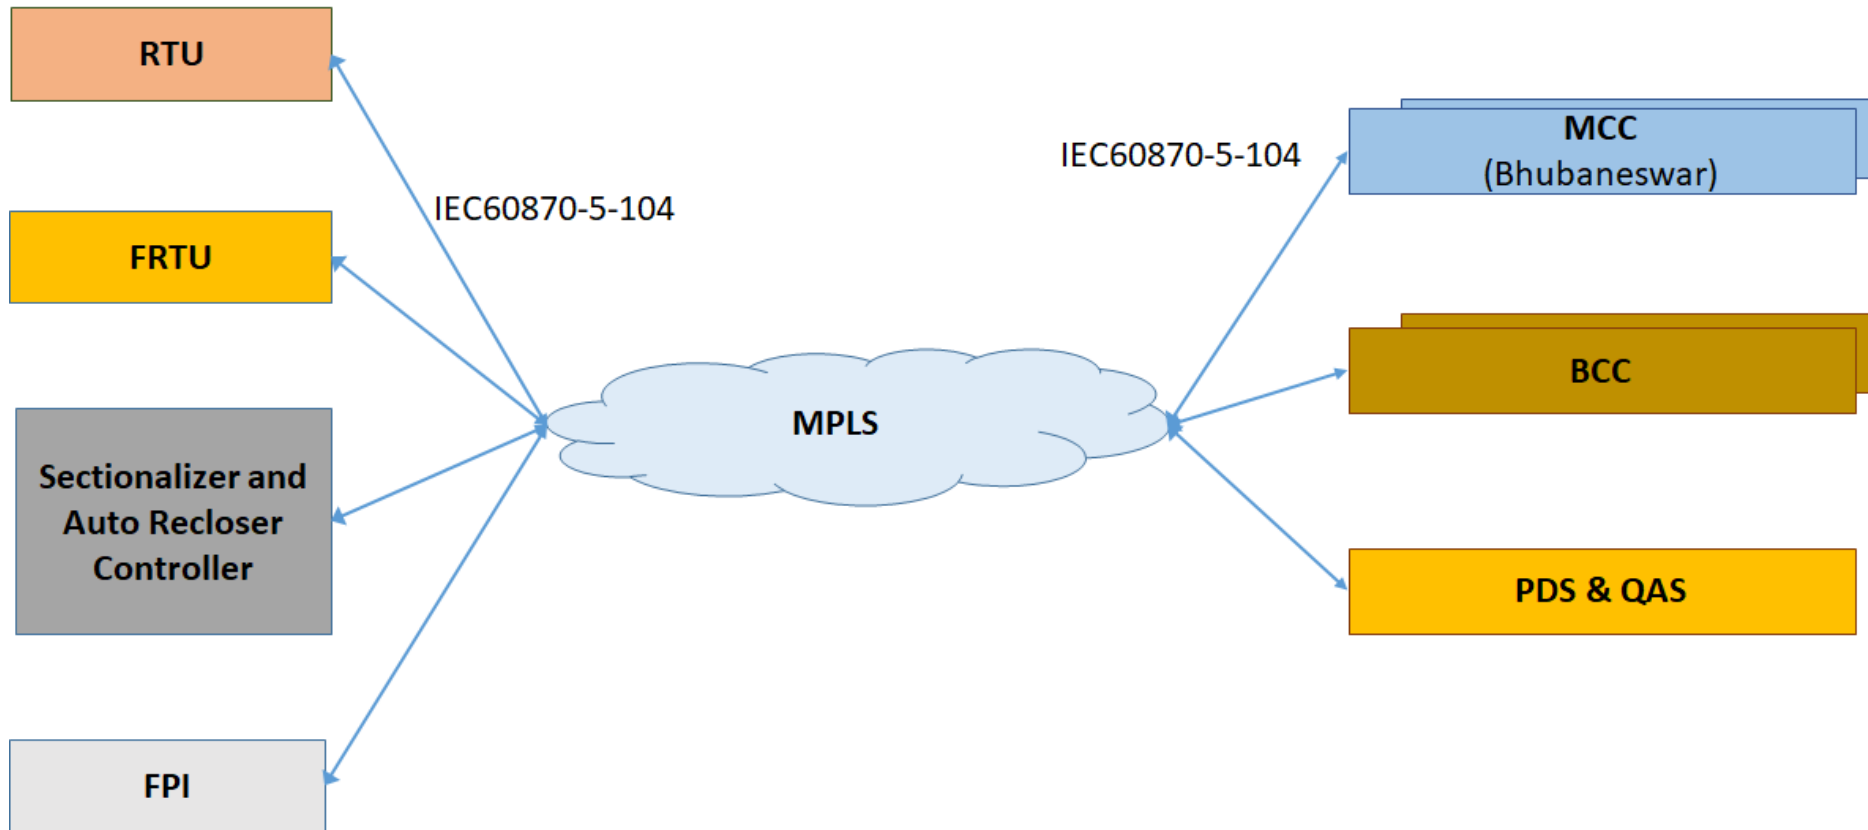 RTU
IEC60870-5-104
FRTU
Sectionalizer and
Auto Recloser
Controller
FPI
MPLS
IEC60870-5-104
MCC
(Bhubaneswar)
BCC
PDS & QAS